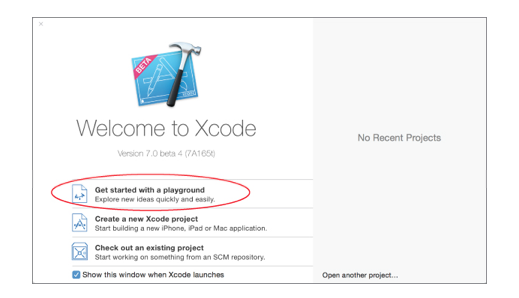 BETA
Welcome to Xcode
Version 7.0 beta 4 (7A165t)
Get started with a playground
Explore new ideas quickly and easily.
Create a new Xcode project
Start building a new iPhone, iPad or Mac application.
Check out an existing project
Start working on something from an SCM repository.
Show this window when Xcode launches
No Recent Projects
Open another project...